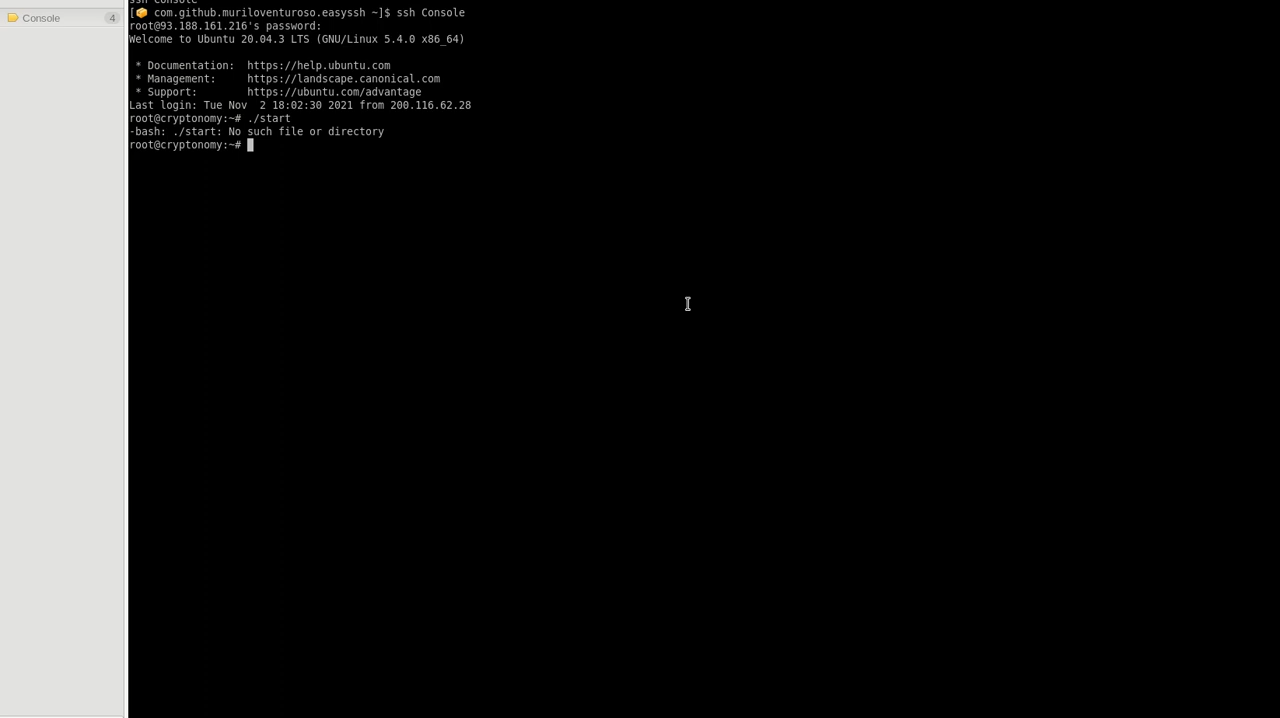 ssh Console
Console 4
[ com.github.muriloventuroso.easyssh ~]$ ssh Console
root@93.188.161.216's password:
Welcome to Ubuntu 20.04.3 LTS (GNU/Linux 5.4.0 x86_64)
* Documentation:  https://help.ubuntu.com
* Management:     https://landscape.canonical.com
* Support:        https://ubuntu.com/advantage
Last login: Tue Nov  2 18:02:30 2021 from 200.116.62.28
root@cryptonomy:~# ./start
-bash: ./start: No such file or directory
root@cryptonomy:~#